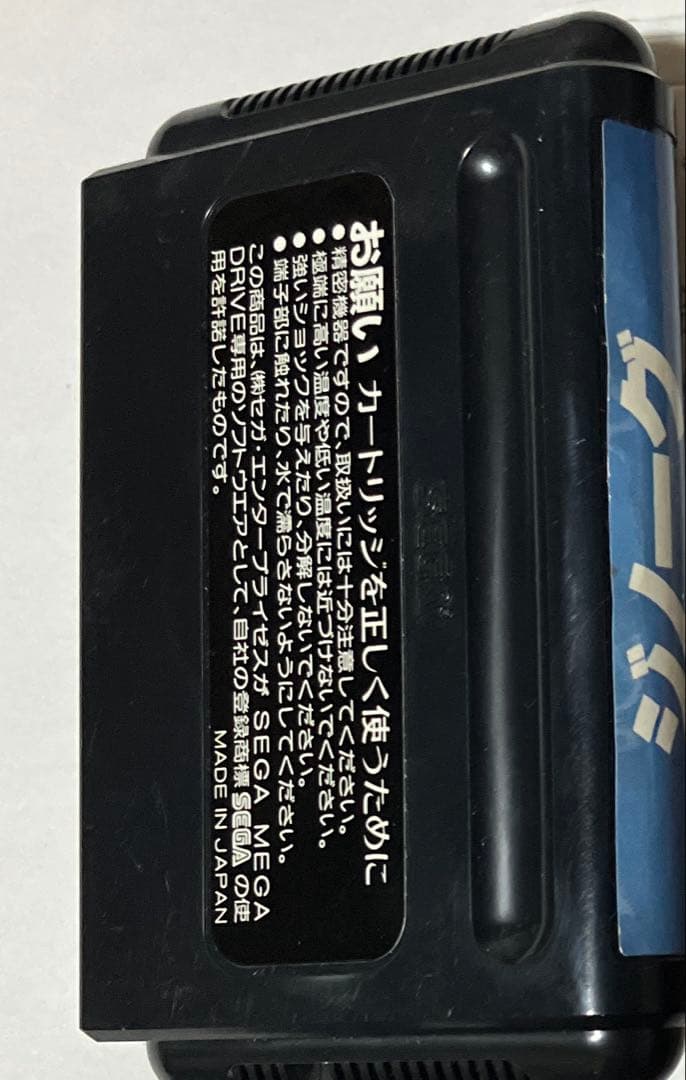 お願い カートリッジを正しく使うために
●精密機器ですので、取扱いには十分注意してください。
●極端に高い温度や低い温度には近づけないでください。
●強いショックを与えたり、分解しないでください。
●端子部に触れたり、水で濡らさないようにしてください。
この商品は、(株)セガ・エンタープライゼスが SEGA MEGA
DRIVE専用のソフトウエアとして、自社の登録商標 SEGA の使
用を許諾したものです。
MADE IN JAPAN
SEGA
ジノーグ